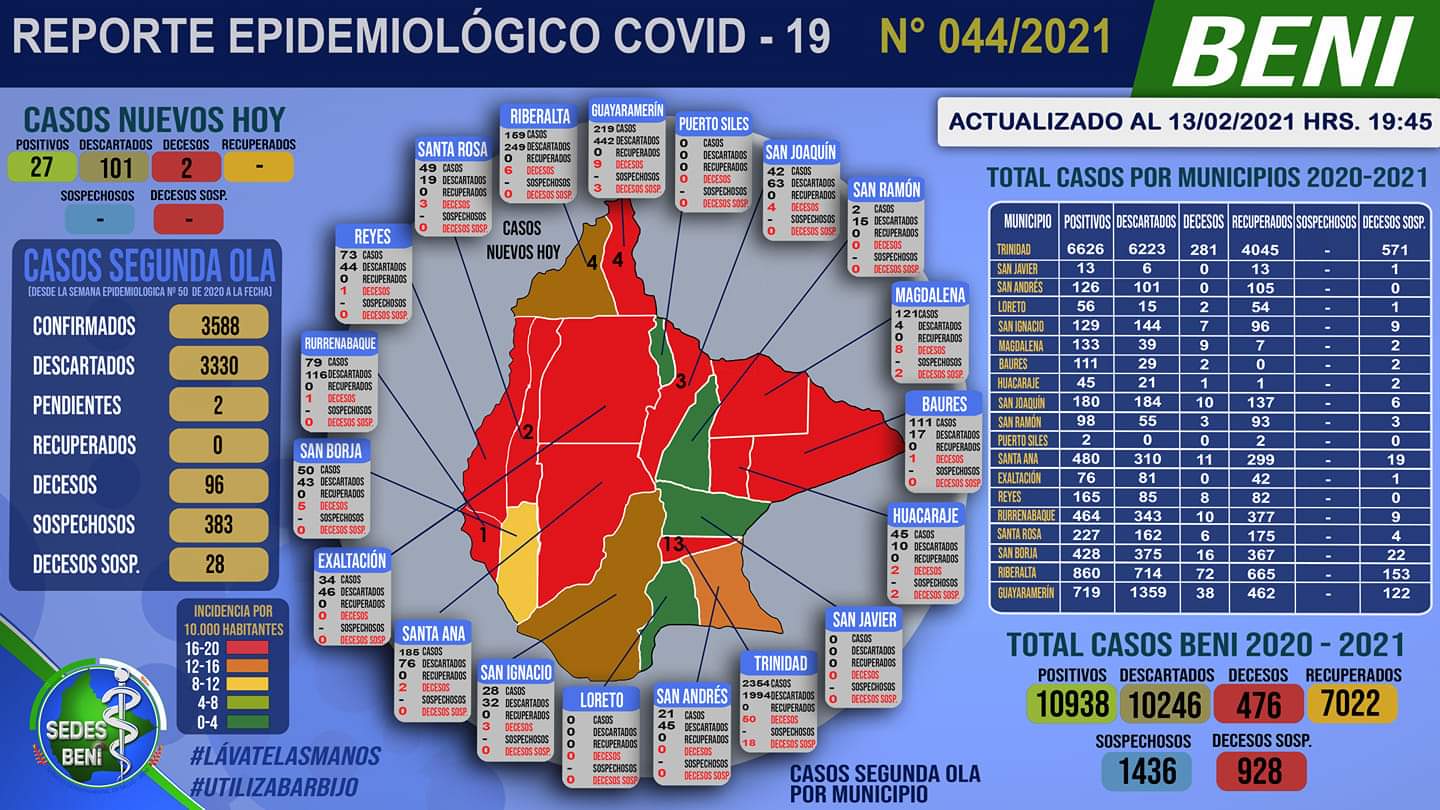 REPORTE EPIDEMIOLÓGICO COVID - 19 N° 044/2021 BENI
ACTUALIZADO AL 13/02/2021 HRS. 19:45
CASOS NUEVOS HOY
POSITIVOS DESCARTADOS DECESOS RECUPERADOS
27 101 2 -
SOSPECHOSOS DECESOS SOSP.
- -
CASOS SEGUNDA OLA
(DESDE LA SEMANA EPIDEMIOLOGICA Nº 50 DE 2020 A LA FECHA)
CONFIRMADOS 3588
DESCARTADOS 3330
PENDIENTES 2
RECUPERADOS 0
DECESOS 96
SOSPECHOSOS 383
DECESOS SOSP. 28
INCIDENCIA POR
10.000 HABITANTES
16-20
12-16
8-12
4-8
0-4
SEDES
BENI
#LÁVATELASMANOS
#UTILIZABARBIJO
CASOS
NUEVOS HOY
4
4
3
2
1
13
RIBERALTA
169 CASOS
249 DESCARTADOS
0 RECUPERADOS
6 DECESOS
- SOSPECHOSOS
0 DECESOS SOSP.
GUAYARAMERÍN
219 CASOS
442 DESCARTADOS
0 RECUPERADOS
9 DECESOS
- SOSPECHOSOS
3 DECESOS SOSP.
PUERTO SILES
0 CASOS
0 DESCARTADOS
0 RECUPERADOS
0 DECESOS
- SOSPECHOSOS
0 DECESOS SOSP.
SANTA ROSA
49 CASOS
19 DESCARTADOS
0 RECUPERADOS
3 DECESOS
- SOSPECHOSOS
0 DECESOS SOSP.
SAN JOAQUÍN
42 CASOS
63 DESCARTADOS
0 RECUPERADOS
4 DECESOS
- SOSPECHOSOS
0 DECESOS SOSP.
SAN RAMÓN
2 CASOS
15 DESCARTADOS
0 RECUPERADOS
0 DECESOS
- SOSPECHOSOS
0 DECESOS SOSP.
REYES
73 CASOS
44 DESCARTADOS
0 RECUPERADOS
1 DECESOS
- SOSPECHOSOS
0 DECESOS SOSP.
MAGDALENA
121 CASOS
4 DESCARTADOS
0 RECUPERADOS
8 DECESOS
- SOSPECHOSOS
2 DECESOS SOSP.
RURRENABAQUE
79 CASOS
116 DESCARTADOS
0 RECUPERADOS
1 DECESOS
- SOSPECHOSOS
0 DECESOS SOSP.
BAURES
111 CASOS
17 DESCARTADOS
0 RECUPERADOS
1 DECESOS
- SOSPECHOSOS
0 DECESOS SOSP.
SAN BORJA
50 CASOS
43 DESCARTADOS
0 RECUPERADOS
5 DECESOS
- SOSPECHOSOS
0 DECESOS SOSP.
HUACARAJE
45 CASOS
10 DESCARTADOS
0 RECUPERADOS
2 DECESOS
- SOSPECHOSOS
2 DECESOS SOSP.
EXALTACIÓN
34 CASOS
46 DESCARTADOS
0 RECUPERADOS
0 DECESOS
- SOSPECHOSOS
0 DECESOS SOSP.
SAN JAVIER
0 CASOS
0 DESCARTADOS
0 RECUPERADOS
0 DECESOS
- SOSPECHOSOS
0 DECESOS SOSP.
SANTA ANA
185 CASOS
76 DESCARTADOS
0 RECUPERADOS
2 DECESOS
- SOSPECHOSOS
0 DECESOS SOSP.
SAN IGNACIO
28 CASOS
32 DESCARTADOS
0 RECUPERADOS
3 DECESOS
- SOSPECHOSOS
0 DECESOS SOSP.
LORETO
0 CASOS
0 DESCARTADOS
0 RECUPERADOS
0 DECESOS
- SOSPECHOSOS
0 DECESOS SOSP.
SAN ANDRÉS
21 CASOS
45 DESCARTADOS
0 RECUPERADOS
0 DECESOS
- SOSPECHOSOS
0 DECESOS SOSP.
TRINIDAD
2354 CASOS
1994 DESCARTADOS
0 RECUPERADOS
50 DECESOS
- SOSPECHOSOS
18 DECESOS SOSP.
CASOS SEGUNDA OLA
POR MUNICIPIO
TOTAL CASOS POR MUNICIPIOS 2020-2021
MUNICIPIO POSITIVOS DESCARTADOS DECESOS RECUPERADOS SOSPECHOSOS DECESOS SOSP.
TRINIDAD 6626 6223 281 4045 - 571
SAN JAVIER 13 6 0 13 - 1
SAN ANDRÉS 126 101 0 105 - 0
LORETO 56 15 2 54 - 1
SAN IGNACIO 129 144 7 96 - 9
MAGDALENA 133 39 9 7 - 2
BAURES 111 29 2 0 - 2
HUACARAJE 45 21 1 1 - 2
SAN JOAQUÍN 180 184 10 137 - 6
SAN RAMÓN 98 55 3 93 - 3
PUERTO SILES 2 0 0 2 - 0
SANTA ANA 480 310 11 299 - 19
EXALTACIÓN 76 81 0 42 - 1
REYES 165 85 8 82 - 0
RURRENABAQUE 464 343 10 377 - 9
SANTA ROSA 227 162 6 175 - 4
SAN BORJA 428 375 16 367 - 22
RIBERALTA 860 714 72 665 - 153
GUAYARAMERÍN 719 1359 38 462 - 122
TOTAL CASOS BENI 2020 - 2021
POSITIVOS DESCARTADOS DECESOS RECUPERADOS
10938 10246 476 7022
SOSPECHOSOS DECESOS SOSP.
1436 928